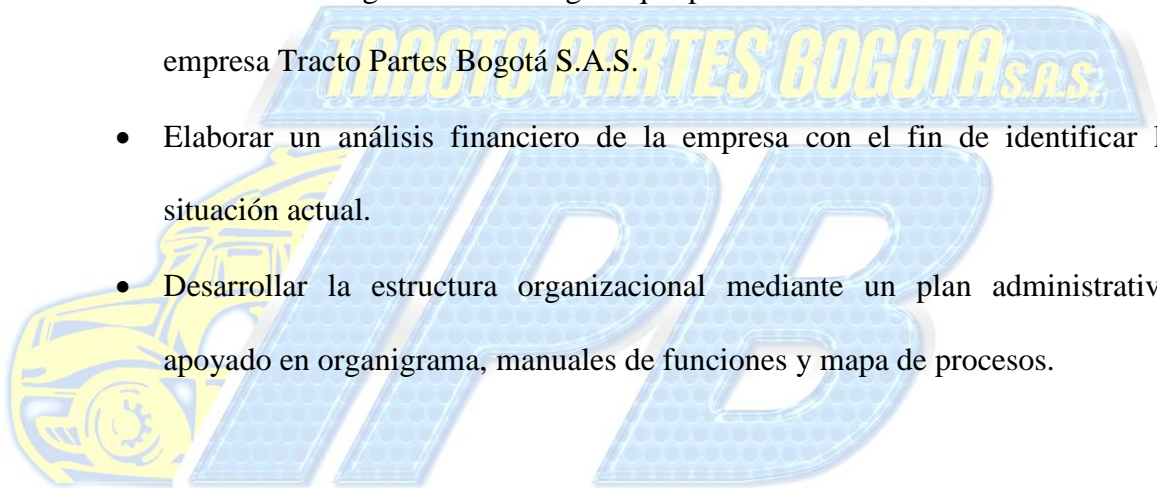 TRACTO PARTES BOGOTA S.A.S.
empresa Tracto Partes Bogotá S.A.S.
• Elaborar un análisis financiero de la empresa con el fin de identificar
situación actual.
• Desarrollar la estructura organizacional mediante un plan administrativ
apoyado en organigrama, manuales de funciones y mapa de procesos.
TPB